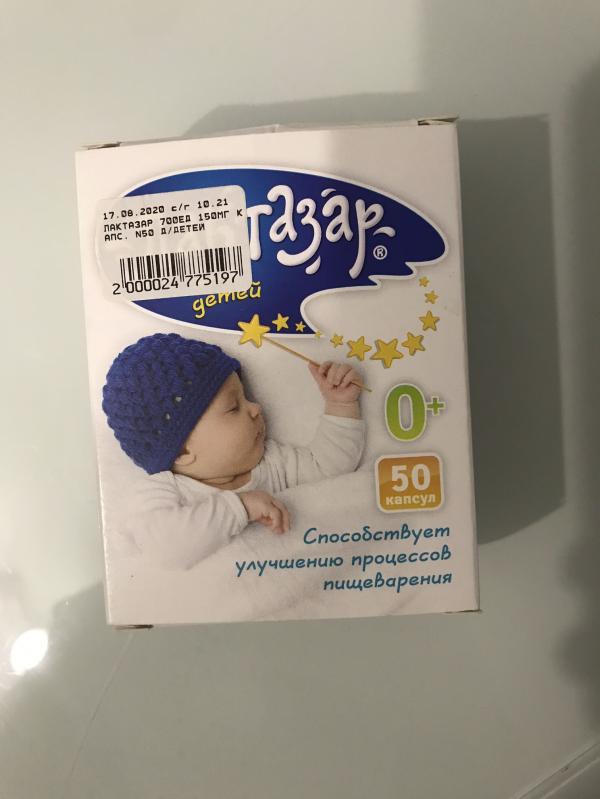 17.08.2020 с/г 10.21
ЛАКТАЗАР 700ЕД 150МГ К
АПС. N50 Д/ДЕТЕЙ
2 000024 775197
®
детей
0+
50
капсул
Способствует
улучшению процессов
пищеварения